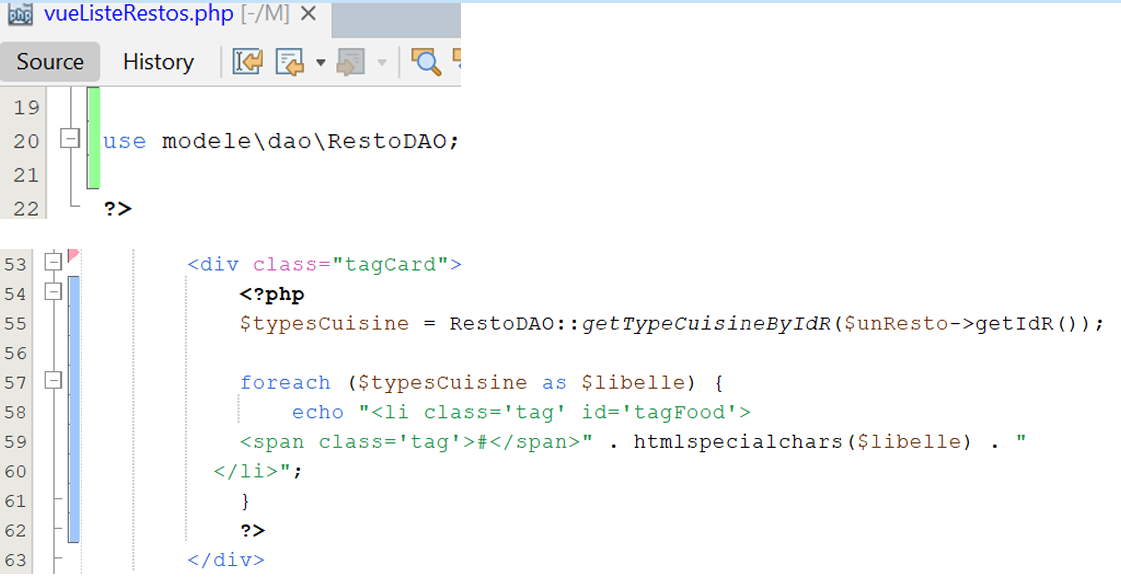 php vueListeRestos.php [-/M]
Source History
19
20 use modele\dao\RestoDAO;
21
22 ?>
53 <div class="tagCard">
54 <?php
55 $typesCuisine = RestoDAO::getTypeCuisineByIdR($unResto->getIdR());
56
57 foreach ($typesCuisine as $libelle) {
58 echo "<li class='tag' id='tagFood'>
59 <span class='tag'>#</span>" . htmlspecialchars($libelle) . "
60 </li>";
61 }
62 ?>
63 </div>